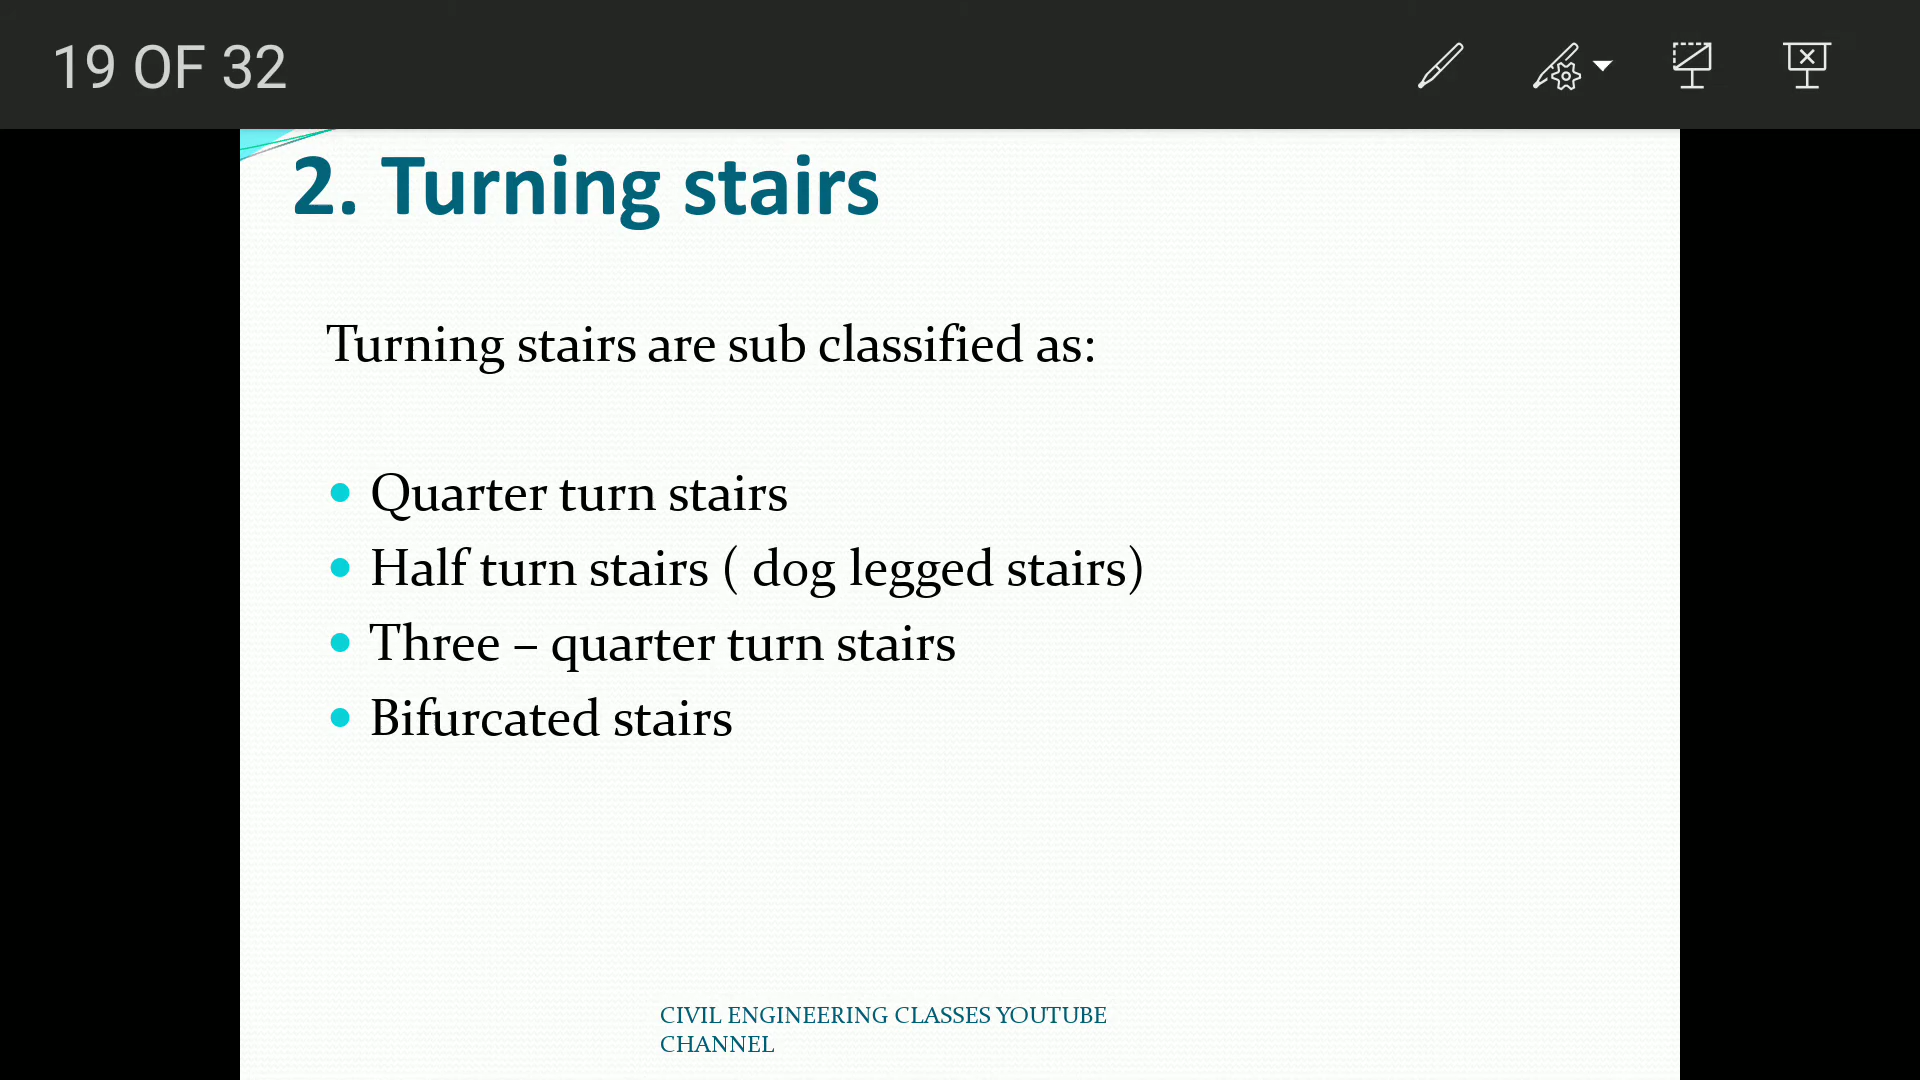 19 OF 32
2. Turning stairs
Turning stairs are sub classified as:
• Quarter turn stairs
• Half turn stairs ( dog legged stairs)
• Three – quarter turn stairs
• Bifurcated stairs
CIVIL ENGINEERING CLASSES YOUTUBE
CHANNEL